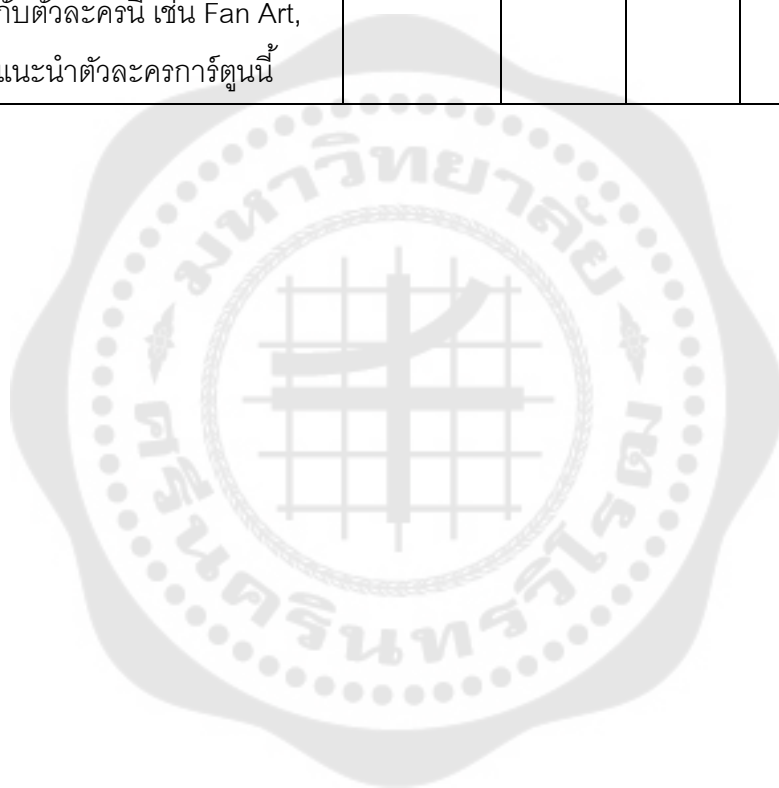 กับตัวละครนี้ เช่น Fan Art,
แนะนำตัวละครการ์ตูนนี้
มหาวิทยาลัย
ศรีนครินทรวิโรฒ